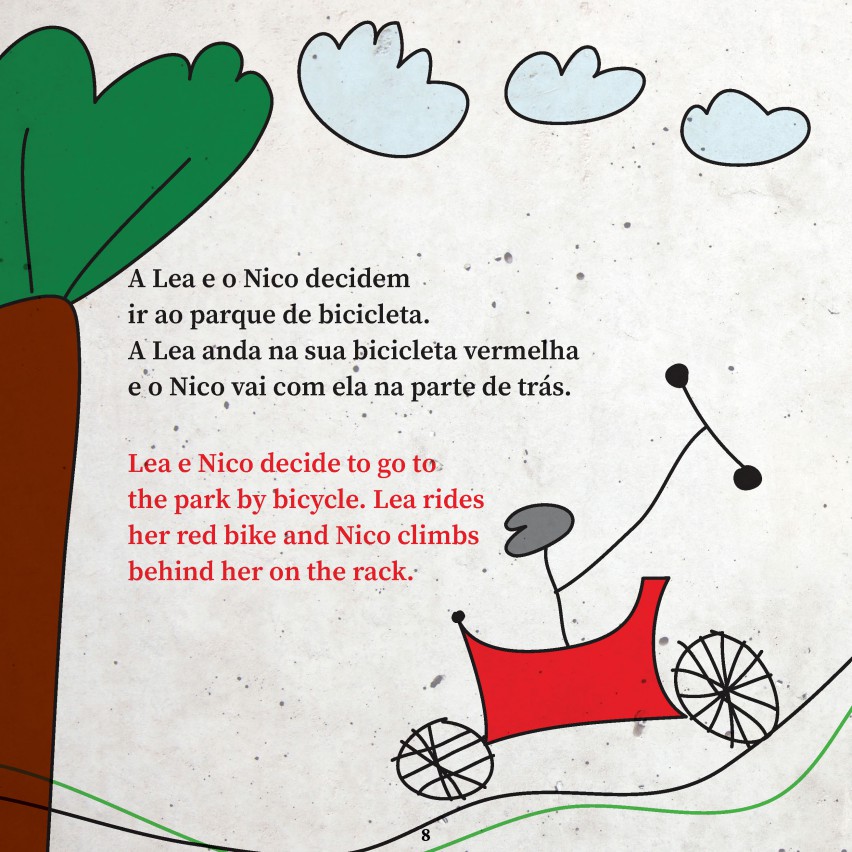 A Lea e o Nico decidem
ir ao parque de bicicleta.
A Lea anda na sua bicicleta vermelha
e o Nico vai com ela na parte de trás.
Lea e Nico decide to go to
the park by bicycle. Lea rides
her red bike and Nico climbs
behind her on the rack.
8